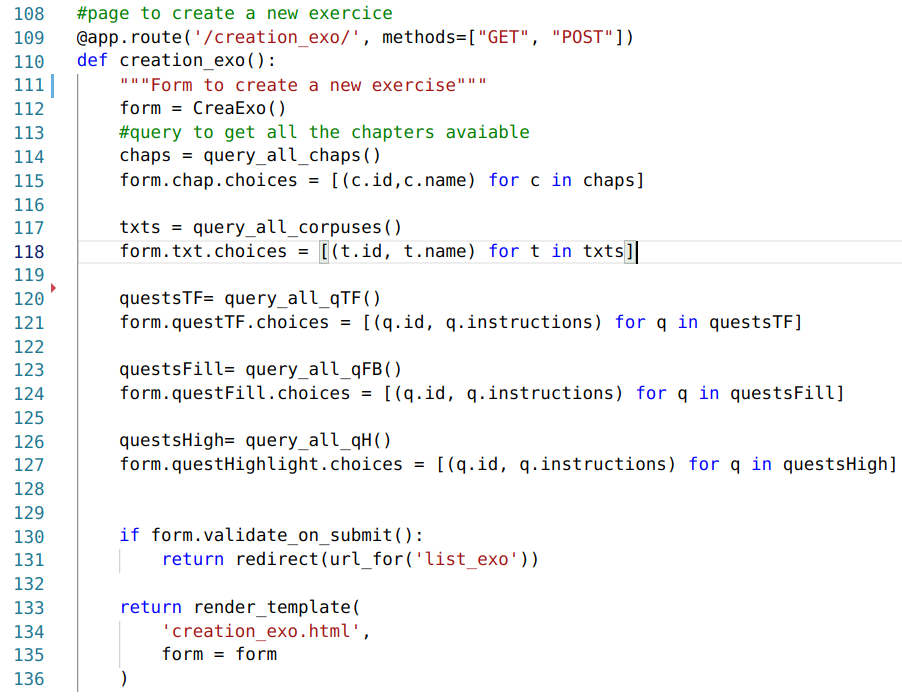 108 #page to create a new exercice
109 @app.route('/creation_exo/', methods=["GET", "POST"])
110 def creation_exo():
111 """Form to create a new exercise"""
112 form = CreaExo()
113 #query to get all the chapters avaiable
114 chaps = query_all_chaps()
115 form.chap.choices = [(c.id,c.name) for c in chaps]
116
117 txts = query_all_corpuses()
118 form.txt.choices = [(t.id, t.name) for t in txts]
119
120 questsTF= query_all_qTF()
121 form.questTF.choices = [(q.id, q.instructions) for q in questsTF]
122
123 questsFill= query_all_qFB()
124 form.questFill.choices = [(q.id, q.instructions) for q in questsFill]
125
126 questsHigh= query_all_qH()
127 form.questHighlight.choices = [(q.id, q.instructions) for q in questsHigh]
128
129
130 if form.validate_on_submit():
131 return redirect(url_for('list_exo'))
132
133 return render_template(
134 'creation_exo.html',
135 form = form
136 )